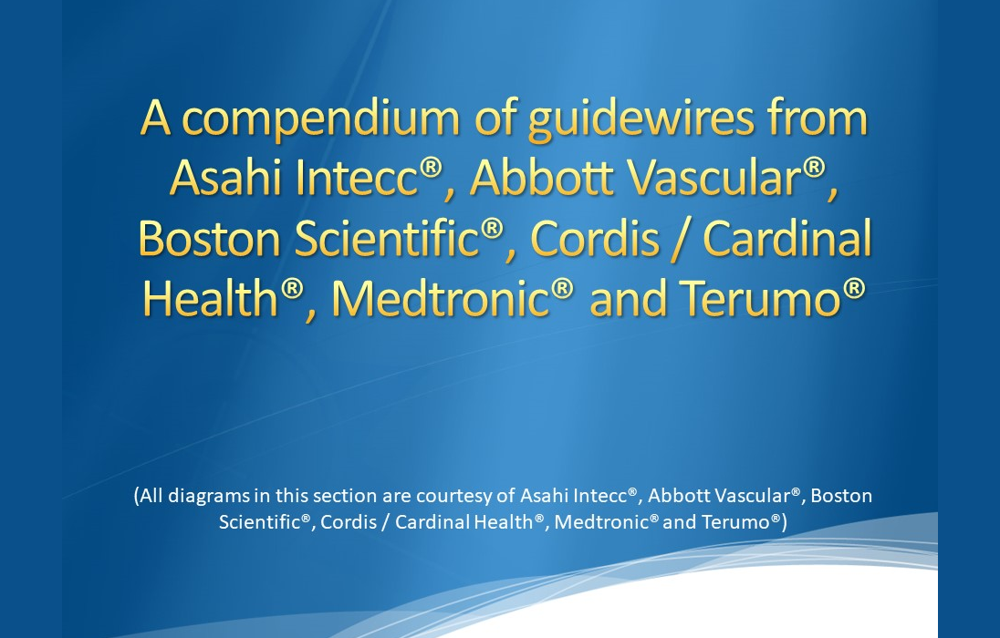 A compendium of guidewires from
Asahi Intecc®, Abbott Vascular®,
Boston Scientific®, Cordis / Cardinal
Health®, Medtronic® and Terumo®
(All diagrams in this section are courtesy of Asahi Intecc®, Abbott Vascular®, Boston
Scientific®, Cordis / Cardinal Health®, Medtronic® and Terumo®)